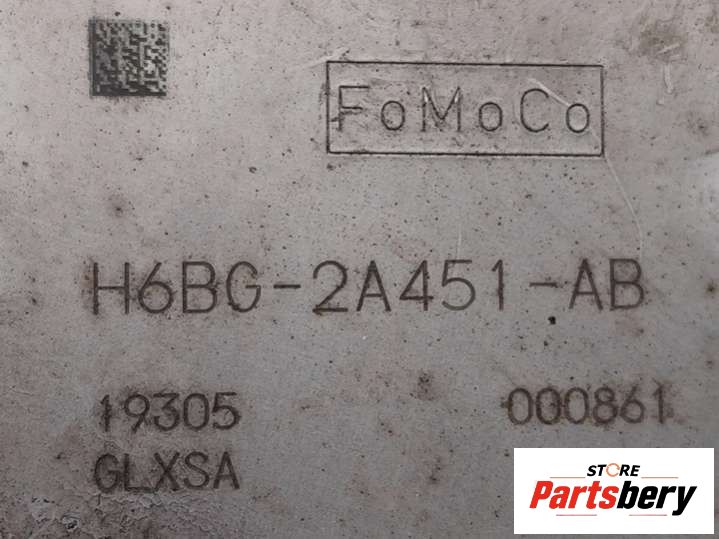 FoMoCo
H6BG-2A451-AB
19305 000861
GLXSA
STORE
Partsbery